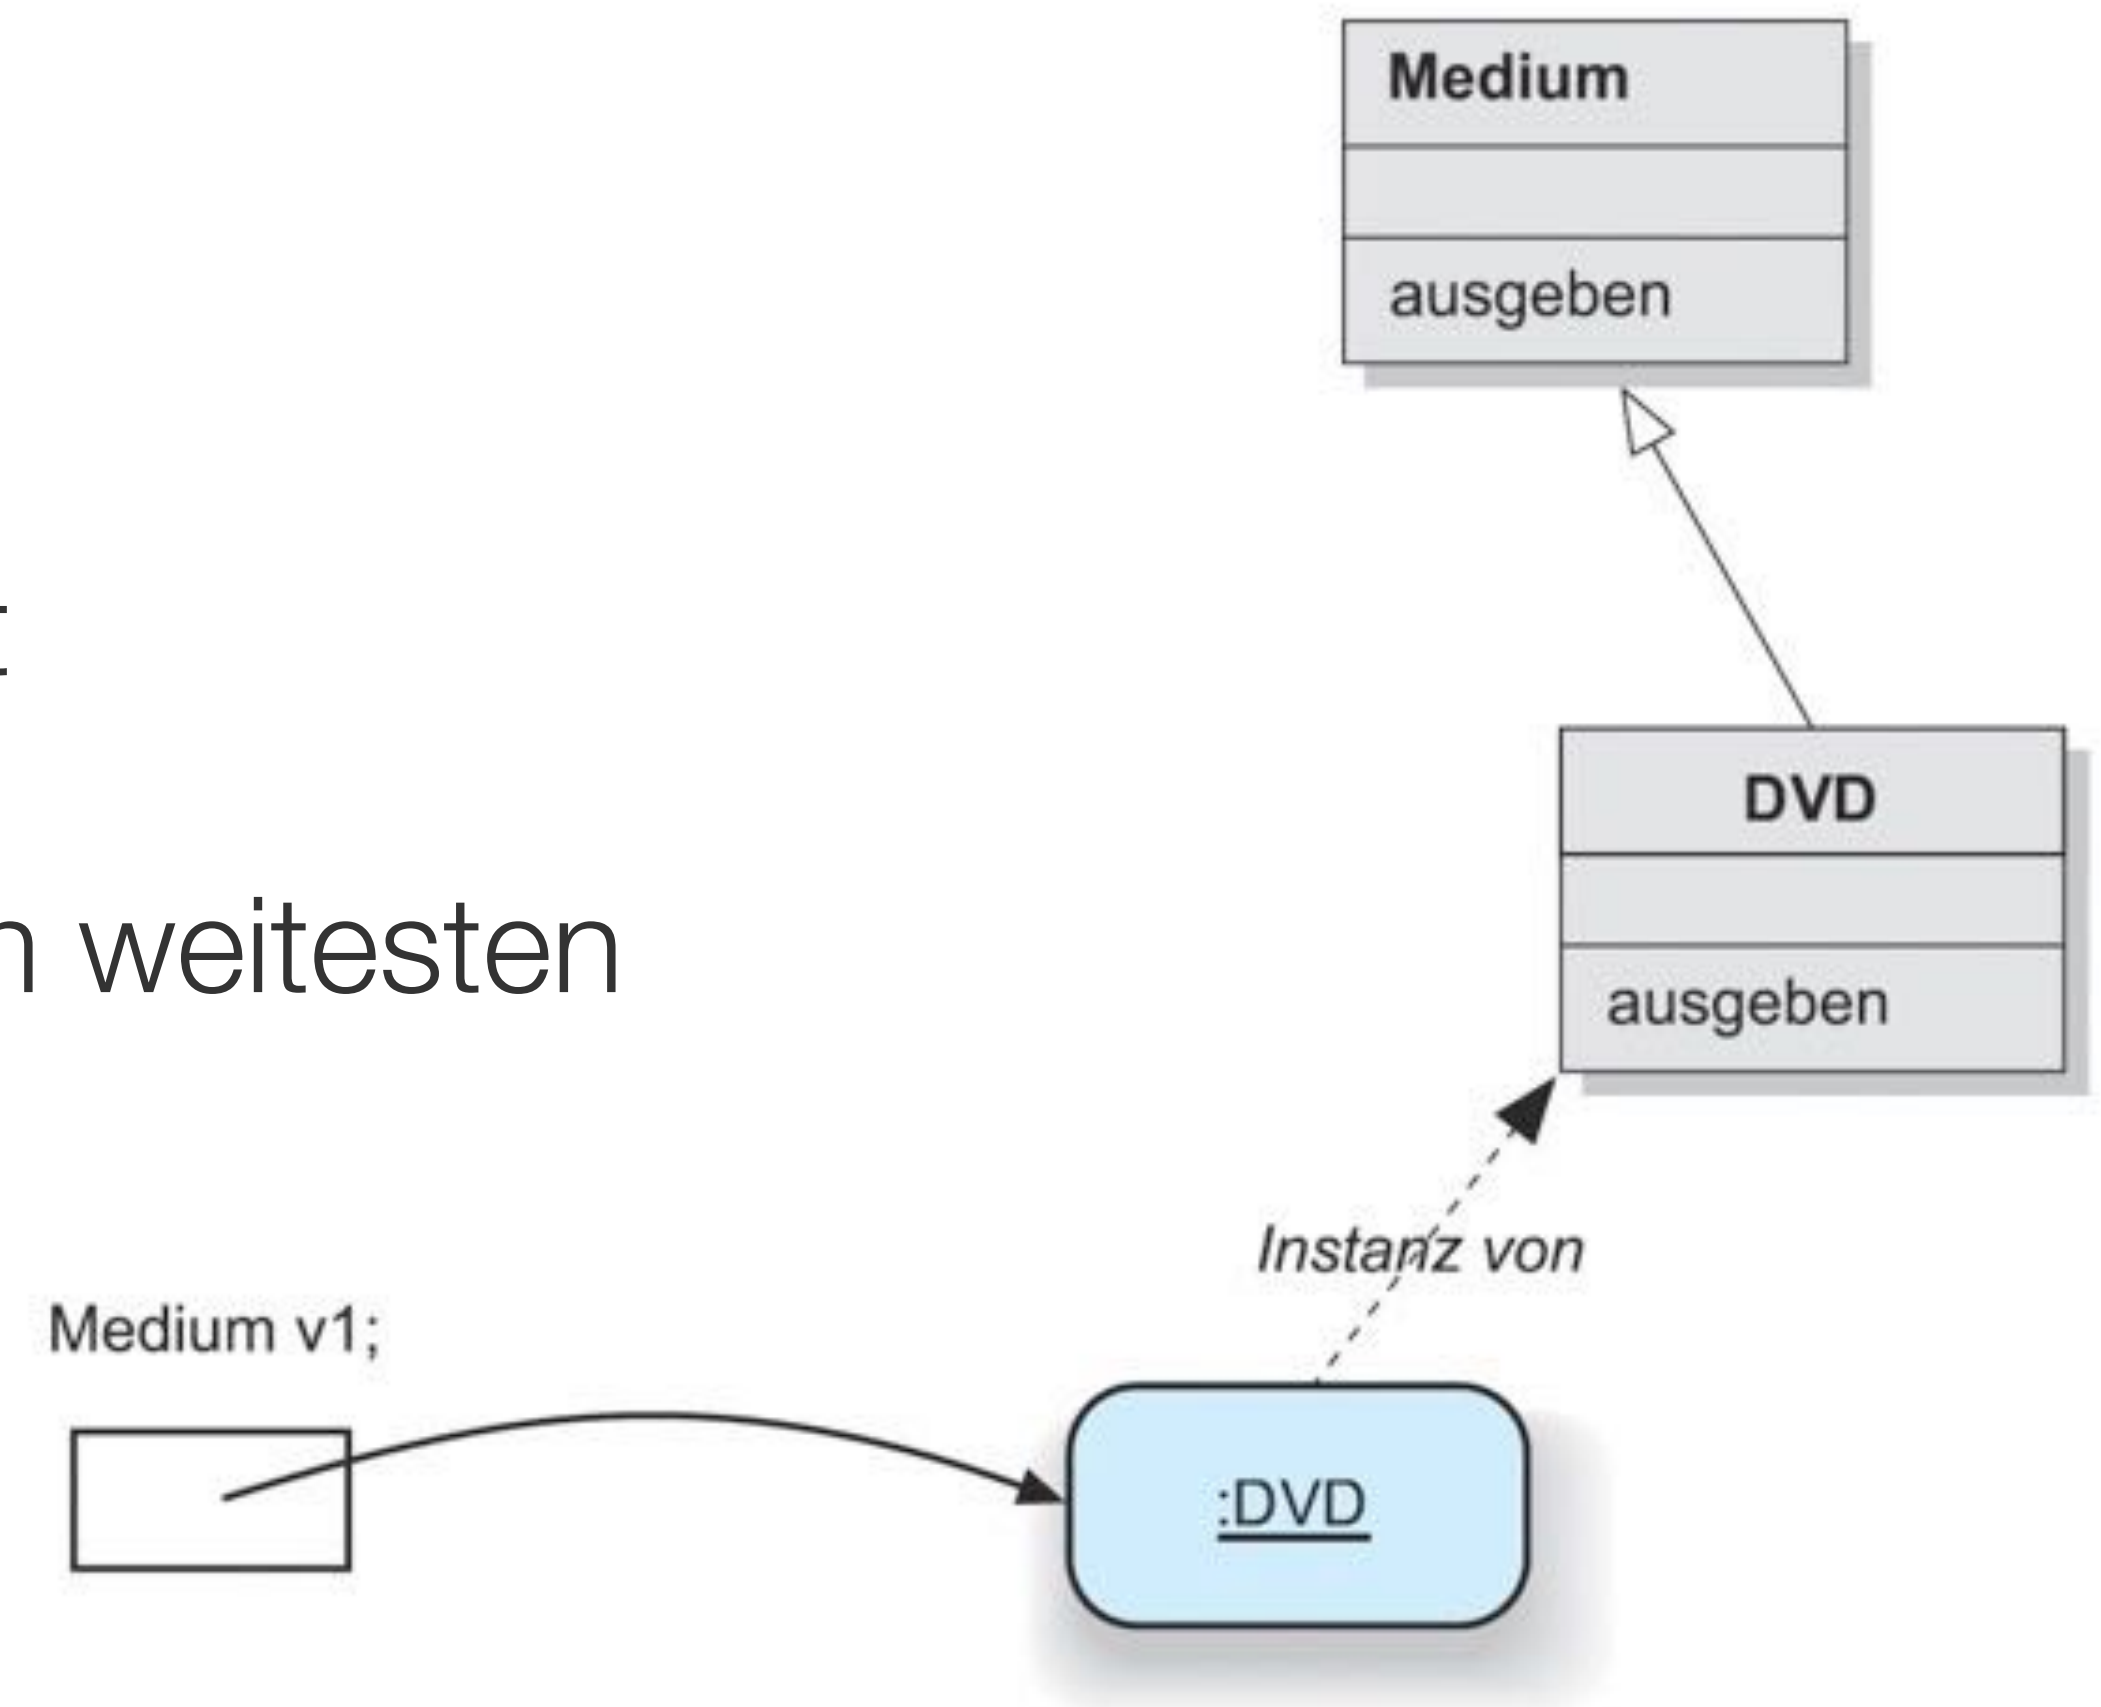 Medium
ausgeben
weitesten
DVD
ausgeben
Instanz von
Medium v1;
:DVD